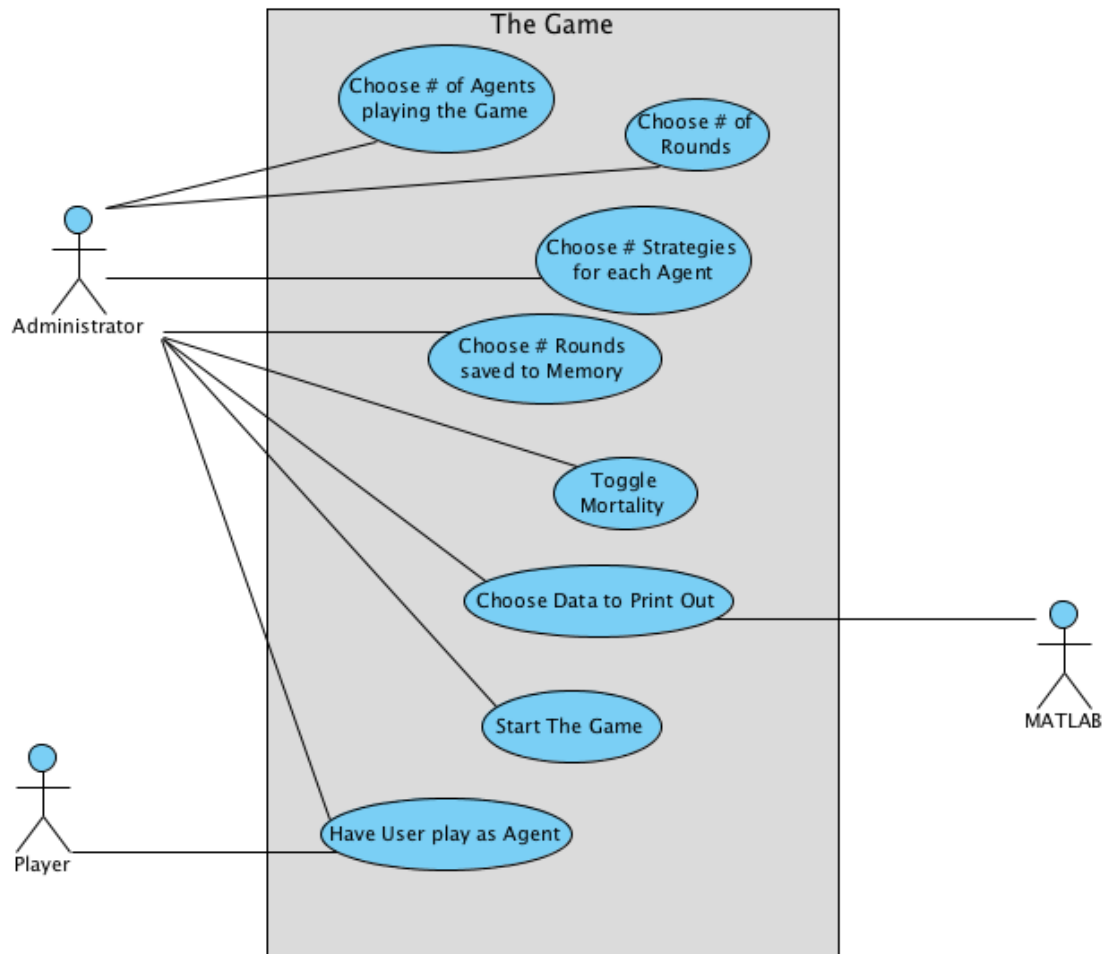 The Game
Choose # of Agents
playing the Game
Choose # of
Rounds
Choose # Strategies
for each Agent
Administrator
Choose # Rounds
saved to Memory
Toggle
Mortality
Choose Data to Print Out
MATLAB
Start The Game
Have User play as Agent
Player